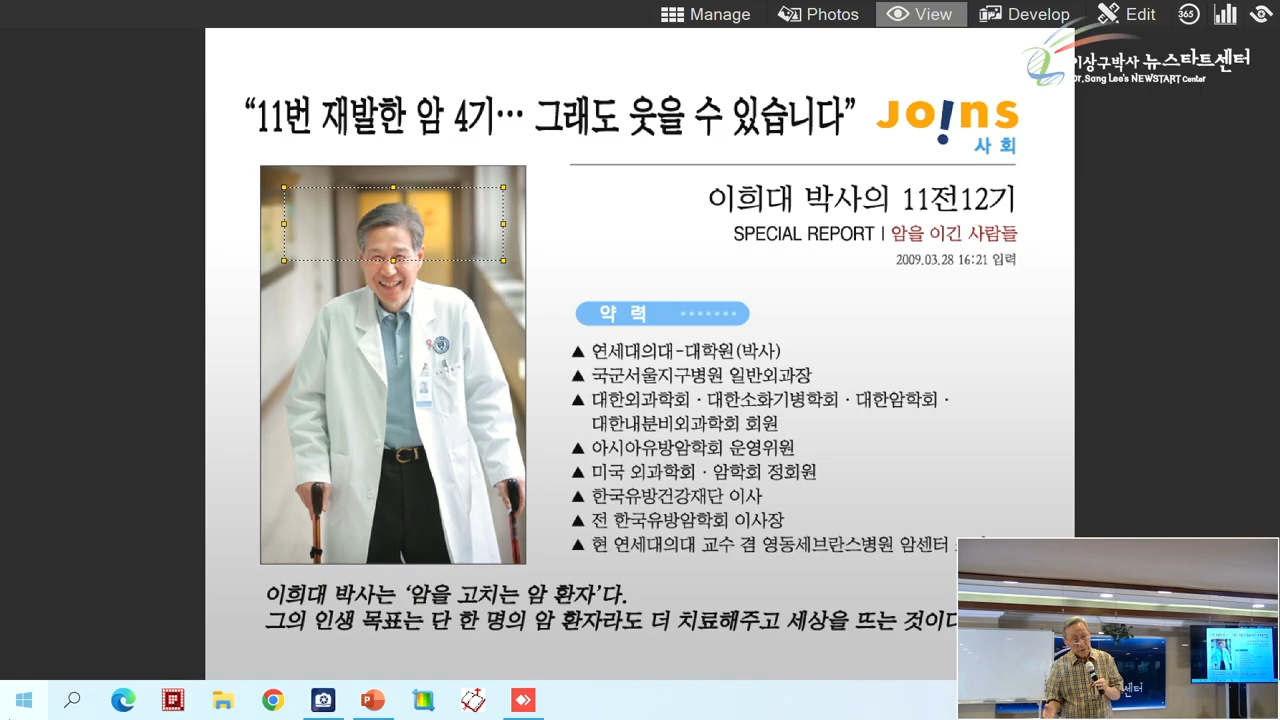 Manage Photos View Develop Edit 365
이상구박사 뉴스타트센터
Dr. Sang Lee's NEWSTART Center
“11번 재발한 암 4기… 그래도 웃을 수 있습니다”
Joins
사회
이희대 박사의 11전12기
SPECIAL REPORT | 암을 이긴 사람들
2009.03.28 16:21 입력
약 력
▲ 연세대의대-대학원(박사)
▲ 국군서울지구병원 일반외과장
▲ 대한외과학회 · 대한소화기병학회 · 대한암학회 ·
대한내분비외과학회 회원
▲ 아시아유방암학회 운영위원
▲ 미국 외과학회 · 암학회 정회원
▲ 한국유방건강재단 이사
▲ 전 한국유방암학회 이사장
▲ 현 연세대의대 교수 겸 영동세브란스병원 암센터
이희대 박사는 ‘암을 고치는 암 환자’다.
그의 인생 목표는 단 한 명의 암 환자라도 더 치료해주고 세상을 뜨는 것이다
센터